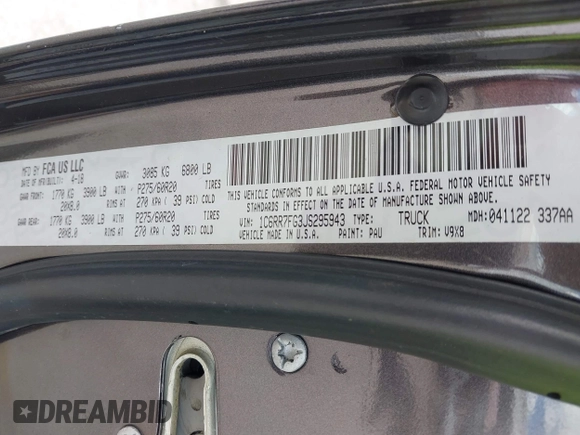 MFD BY FCA US LLC
DATE OF MFR(BUILT): 4-18 GVWR: 3085 KG 6800 LB
GAWR FRONT: 1770 KG 3900 LB WITH P275/60R20 TIRES
20X8.0 RIMS AT 270 KPA ( 39 PSI) COLD
GAWR REAR: 1770 KG 3900 LB WITH P275/60R20 TIRES
20X8.0 RIMS AT 270 KPA ( 39 PSI) COLD
THIS VEHICLE CONFORMS TO ALL APPLICABLE U.S.A. FEDERAL MOTOR VEHICLE SAFETY
STANDARDS IN EFFECT ON THE DATE OF MANUFACTURE SHOWN ABOVE.
VIN: 1C6RR7FG3JS295943 TYPE: TRUCK MDH: 041122 337AA
VEHICLE MADE IN U.S.A. PAINT: PAU TRIM: V9X8
DREAMBID